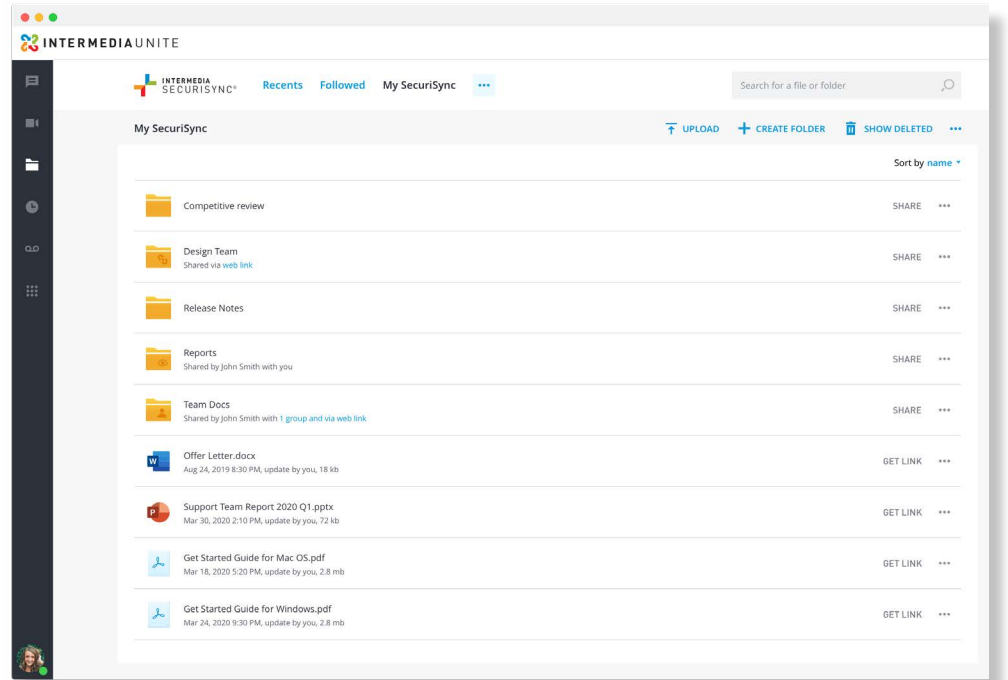 INTERMEDIA UNITE
INTERMEDIA
SECURISYNC®
Recents Followed My SecuriSync
Search for a file or folder
My SecuriSync
UPLOAD CREATE FOLDER SHOW DELETED
Sort by name
Competitive review
SHARE
Design Team
Shared via web link
SHARE
Release Notes
SHARE
Reports
Shared by John Smith with you
SHARE
Team Docs
Shared by John Smith with 1 group and via web link
SHARE
W
Offer Letter.docx
Aug 24, 2019 8:30 PM, update by you, 18 kb
GET LINK
P
Support Team Report 2020 Q1.pptx
Mar 30, 2020 2:10 PM, update by you, 72 kb
GET LINK
Get Started Guide for Mac OS.pdf
Mar 18, 2020 5:20 PM, update by you, 2.8 mb
GET LINK
Get Started Guide for Windows.pdf
Mar 24, 2020 9:30 PM, update by you, 2.8 mb
GET LINK